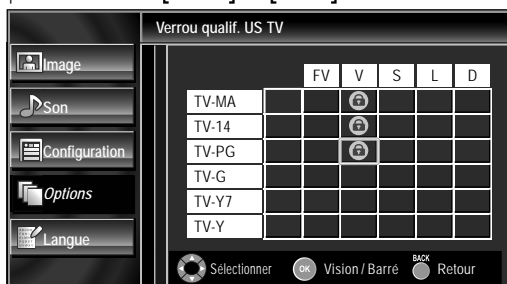 Verrou qualif. US TV
Image
Son
Configuration
Options
Langue
FV V S L D
TV-MA
TV-14
TV-PG
TV-G
TV-Y7
TV-Y
Sélectionner OK Vision / Barré BACK Retour